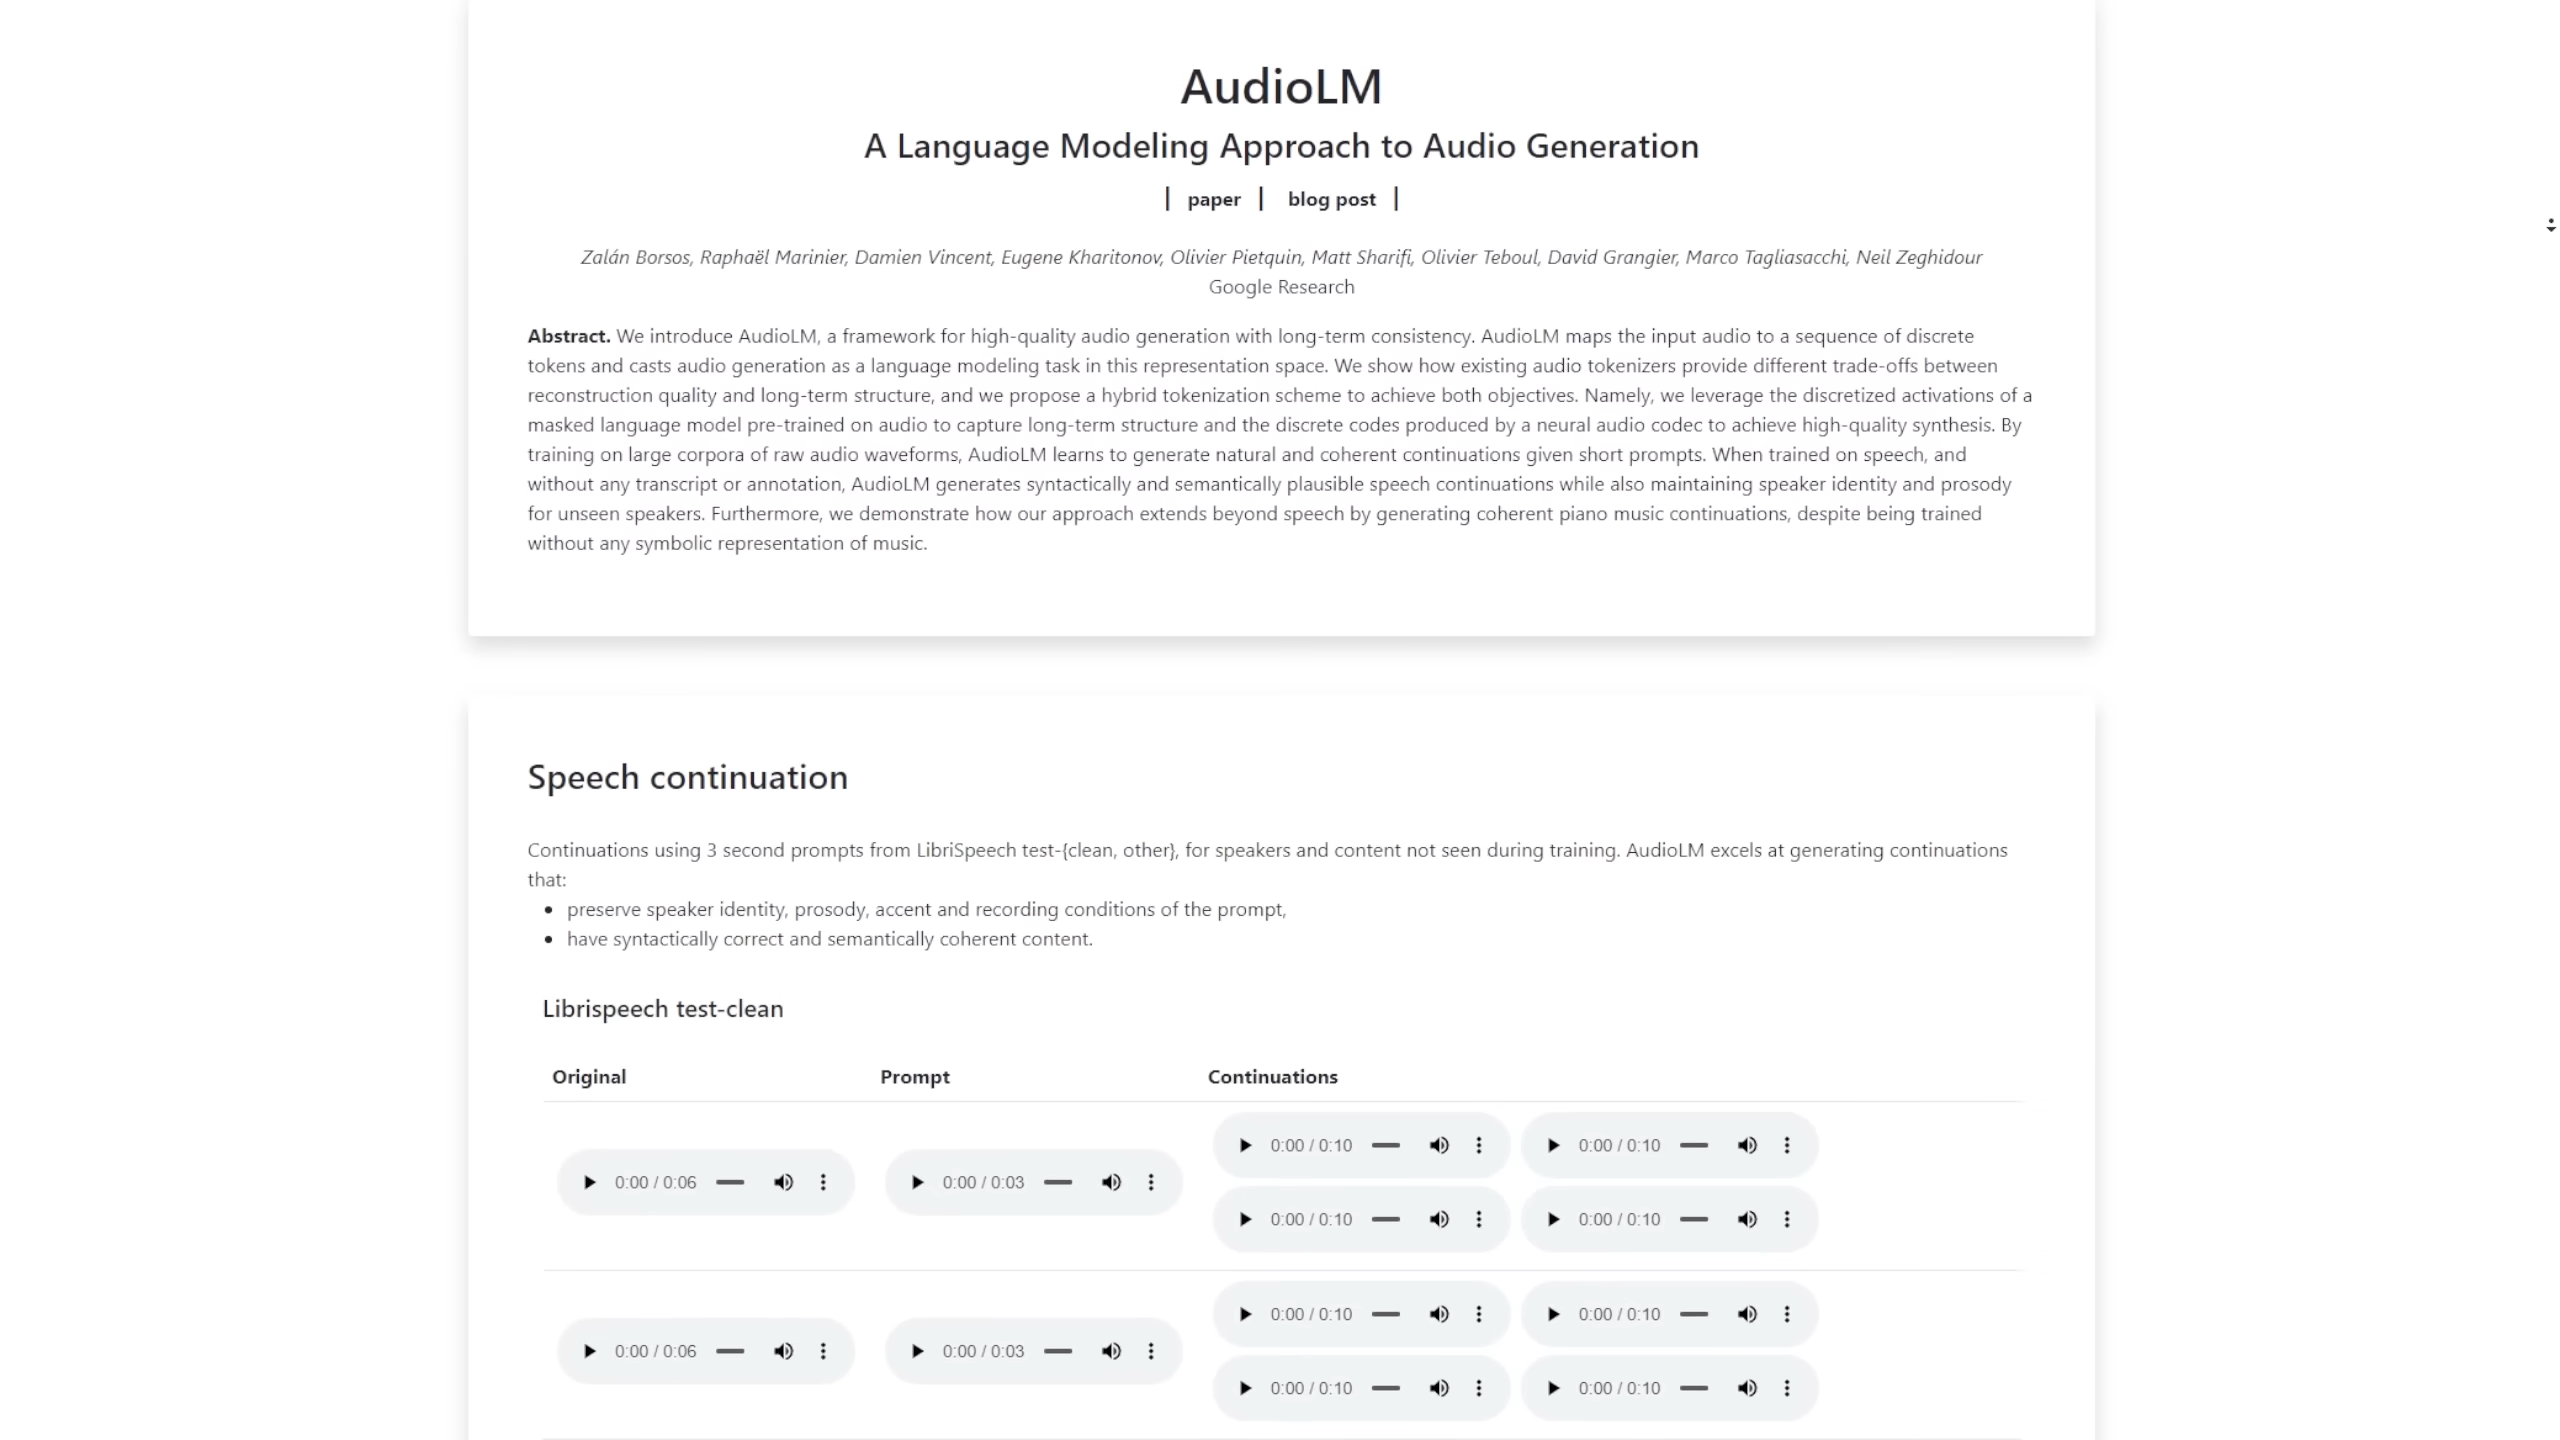 AudioLM
A Language Modeling Approach to Audio Generation
| paper | blog post |
Zalán Borsos, Raphaël Marinier, Damien Vincent, Eugene Kharitonov, Olivier Pietquin, Matt Sharifi, Olivier Teboul, David Grangier, Marco Tagliasacchi, Neil Zeghidour
Google Research
Abstract. We introduce AudioLM, a framework for high-quality audio generation with long-term consistency. AudioLM maps the input audio to a sequence of discrete
tokens and casts audio generation as a language modeling task in this representation space. We show how existing audio tokenizers provide different trade-offs between
reconstruction quality and long-term structure, and we propose a hybrid tokenization scheme to achieve both objectives. Namely, we leverage the discretized activations of a
masked language model pre-trained on audio to capture long-term structure and the discrete codes produced by a neural audio codec to achieve high-quality synthesis. By
training on large corpora of raw audio waveforms, AudioLM learns to generate natural and coherent continuations given short prompts. When trained on speech, and
without any transcript or annotation, AudioLM generates syntactically and semantically plausible speech continuations while also maintaining speaker identity and prosody
for unseen speakers. Furthermore, we demonstrate how our approach extends beyond speech by generating coherent piano music continuations, despite being trained
without any symbolic representation of music.
Speech continuation
Continuations using 3 second prompts from LibriSpeech test-{clean, other}, for speakers and content not seen during training. AudioLM excels at generating continuations
that:
• preserve speaker identity, prosody, accent and recording conditions of the prompt,
• have syntactically correct and semantically coherent content.
Librispeech test-clean
Original Prompt Continuations
0:00 / 0:10 0:00 / 0:10
0:00 / 0:06 0:00 / 0:03
0:00 / 0:10 0:00 / 0:10
0:00 / 0:10 0:00 / 0:10
0:00 / 0:06 0:00 / 0:03
0:00 / 0:10 0:00 / 0:10